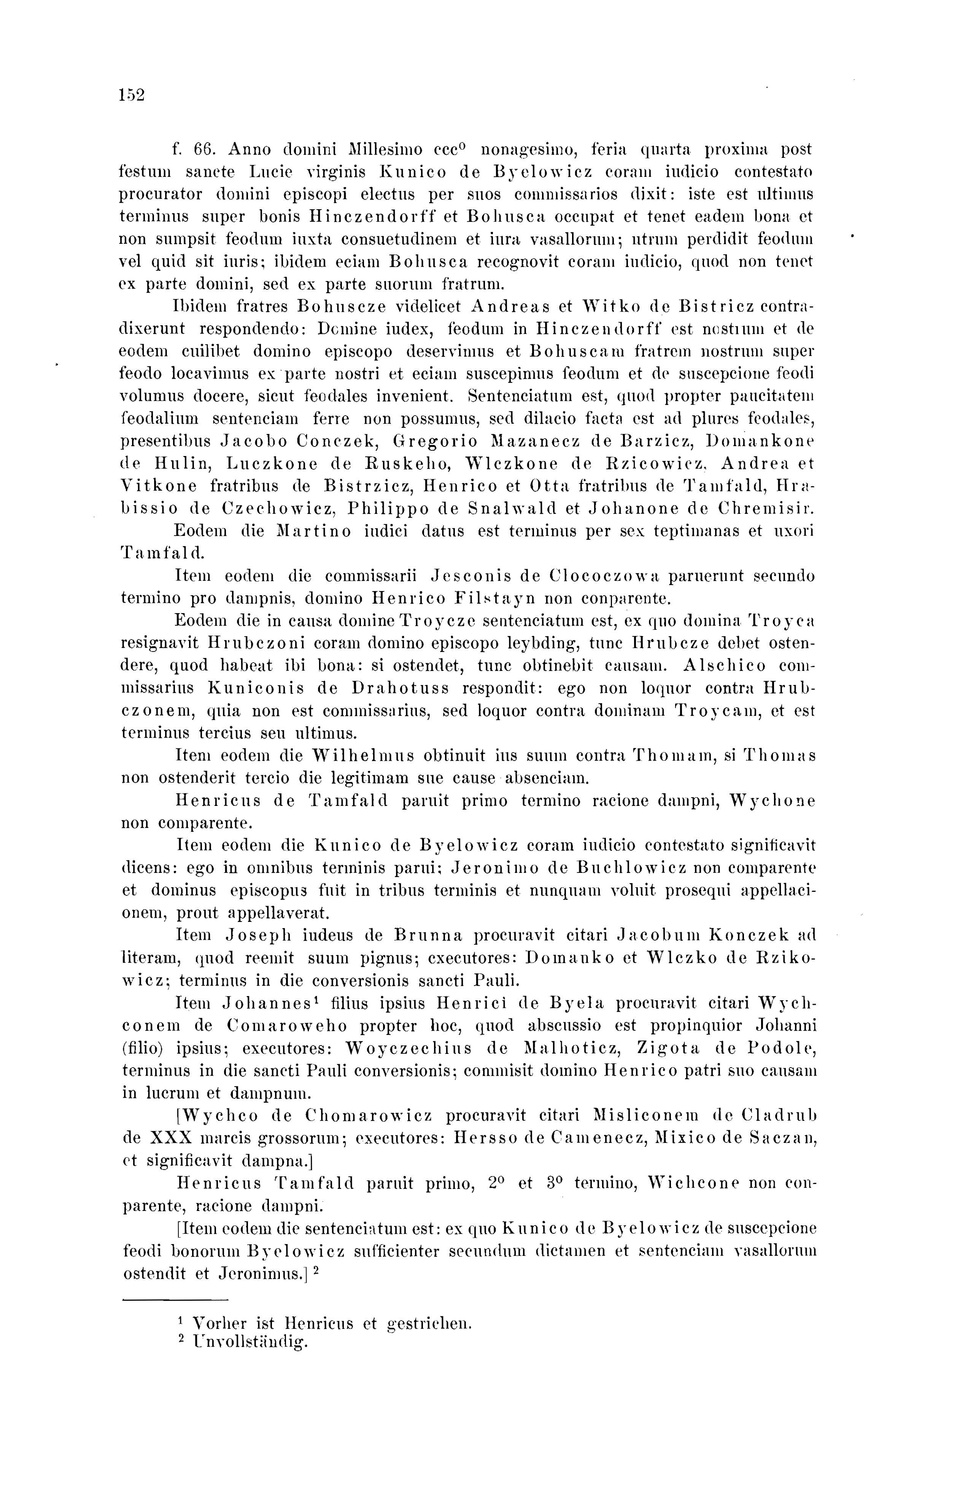 152
f. 66. Anno domini Millesimo cccº nonagesimo, feria quarta proxima post
festum sancte Lucie virginis Kunico de Byelowicz coram iudicio contestato
procurator domini episcopi electus per suos commissarios dixit: iste est ultimus
terminus super bonis Hinczendorff et Bohusca occupat et tenet eadem bona et
non sumpsit feodum iuxta consuetudinem et iura vasallorum; utrum perdidit feodum
vel quid sit iuris; ibidem eciam Bohusca recognovit coram iudicio, quod non tenet
ex parte domini, sed ex parte suorum fratrum.
Ibidem fratres Bohuscze videlicet Andreas et Witko de Bistricz contra-
dixerunt respondendo: Domine iudex, feodum in Hinczendorff est nostrum et de
eodem cuilibet domino episcopo deservimus et Bohuscam fratrem nostrum super
feodo locavimus ex parte nostri et eciam suscepimus feodum et de suscepcione feodi
volumus docere, sicut feodales invenient. Sentenciatum est, quod propter paucitatem
feodalium sentenciam ferre non possumus, sed dilacio facta est ad plures feodales,
presentibus Jacobo Conczek, Gregorio Mazanecz de Barzicz, Domankone
de Hulin, Luczkone de Ruskeho, Wlczkone de Rzicowicz, Andrea et
Vitkone fratribus de Bistrzicz, Henrico et Otta fratribus de Tamfald, Hra-
bissio de Czechowicz, Philippo de Snalwald et Johanone de Chremisir.
Eodem die Martino iudici datus est terminus per sex teptimanas et uxori
Tamfald.
Item eodem die commissarii Jesconis de Clococzowa paruerunt secundo
termino pro dampnis, domino Henrico Filstayn non conparente.
Eodem die in causa domine Troycze sentenciatum est, ex quo domina Troyca
resignavit Hrubczoni coram domino episcopo leybding, tunc Hrubcze debet osten-
dere, quod habeat ibi bona: si ostendet, tunc obtinebit causam. Alschico com-
missarius Kuniconis de Drahotuss respondit: ego non loquor contra Hrub-
czonem, quia non est commissarius, sed loquor contra dominam Troycam, et est
terminus tercius seu ultimus.
Item eodem die Wilhelmus obtinuit ius suum contra Thomam, si Thomas
non ostenderit tercio die legitimam sue cause absenciam.
Henricus de Tamfald paruit primo termino racione dampni, Wychone
non comparente.
Item eodem die Kunico de Byelowicz coram iudicio contestato significavit
dicens: ego in omnibus terminis parui; Jeronimo de Buchlowicz non comparente
et dominus episcopus fuit in tribus terminis et nunquam voluit prosequi appellaci-
onem, prout appellaverat.
Item Joseph iudeus de Brunna procuravit citari Jacobum Konczek ad
literam, quod reemit suum pignus; executores: Domanko et Wlczko de Rziko-
wicz; terminus in die conversionis sancti Pauli.
Item Johannes¹ filius ipsius Henrici de Byela procuravit citari Wych-
conem de Comaroweho propter hoc, quod abscussio est propinquior Johanni
(filio) ipsius; executores: Woyczechius de Malhoticz, Zigota de Podole,
terminus in die sancti Pauli conversionis; commisit domino Henrico patri suo causam
in lucrum et dampnum.
[Wychco de Chomarowicz procuravit citari Misliconem de Cladrub
de XXX marcis grossorum; executores: Hersso de Camenecz, Mixico de Saczan,
et significavit dampna.]
Henricus Tamfald paruit primo, 2º et 3º termino, Wichcone non con-
parente, racione dampni.
[Item eodem die sentenciatum est: ex quo Kunico de Byelowicz de suscepcione
feodi bonorum Byelowicz sufficienter secundum dictamen et sentenciam vasallorum
ostendit et Jeronimus.] ²
¹ Vorher ist Henricus et gestrichen.
² Unvollständig.